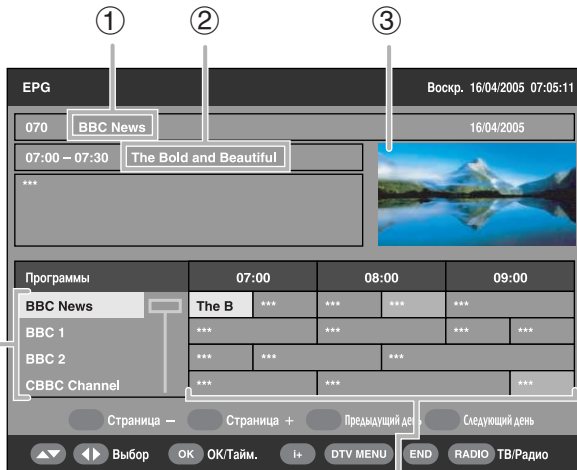 ① ② ③
EPG Воскр. 16/04/2005 07:05:11
070 BBC News 16/04/2005
07:00 – 07:30 The Bold and Beautiful
***
Программы 07:00 08:00 09:00
BBC News The B *** *** *** ***
BBC 1 *** *** *** ***
BBC 2 *** *** ***
CBBC Channel *** *** ***
Страница – Страница + Предыдущий день Следующий день
Выбор OK ОК/Тайм. i+ DTV MENU END RADIO ТВ/Радио